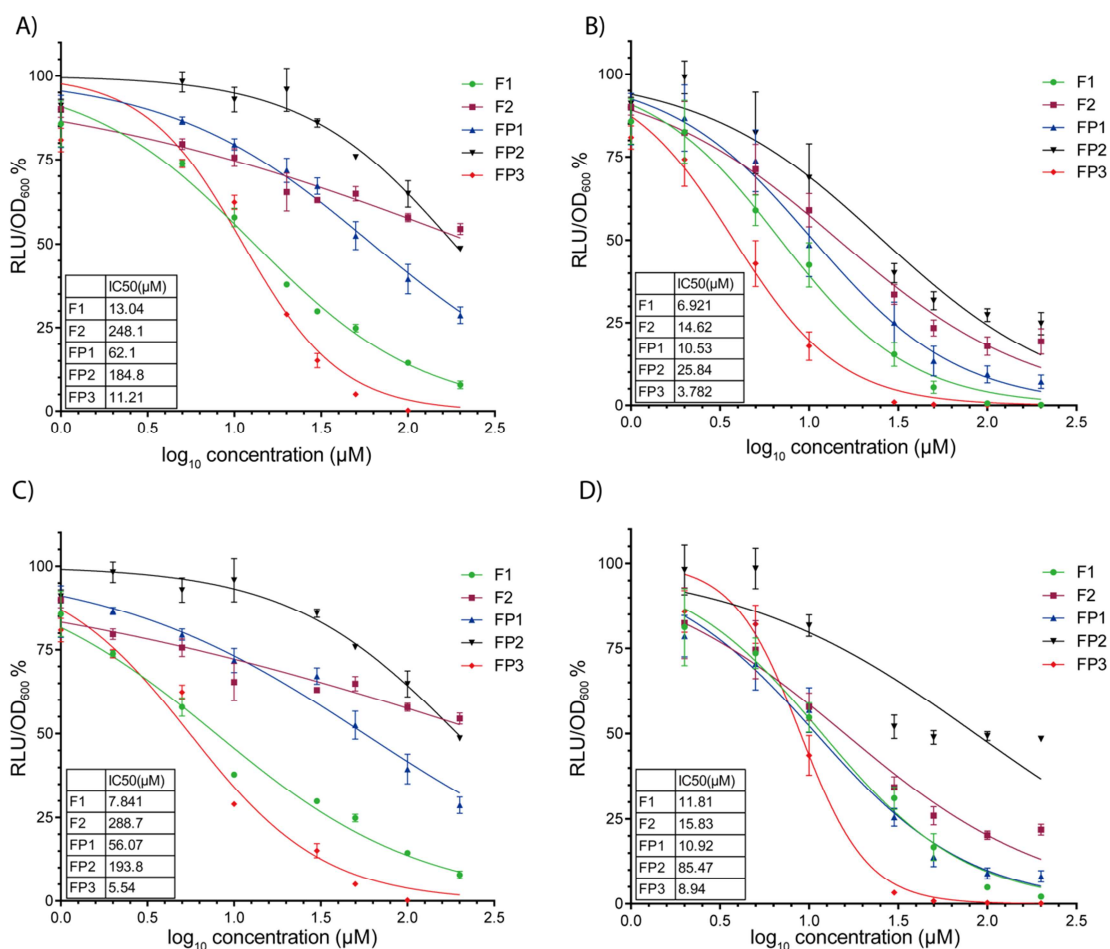 A)
100
75
50
25
0
RLU/OD600 %
F1
F2
FP1
FP2
FP3
IC50(µM)
F1 13.04
F2 248.1
FP1 62.1
FP2 184.8
FP3 11.21
0.0 0.5 1.0 1.5 2.0 2.5
log10 concentration (µM)
B)
100
75
50
25
0
RLU/OD600 %
F1
F2
FP1
FP2
FP3
IC50(µM)
F1 6.921
F2 14.62
FP1 10.53
FP2 25.84
FP3 3.782
0.0 0.5 1.0 1.5 2.0 2.5
log10 concentration (µM)
C)
100
75
50
25
0
RLU/OD600 %
F1
F2
FP1
FP2
FP3
IC50(µM)
F1 7.841
F2 288.7
FP1 56.07
FP2 193.8
FP3 5.54
0.0 0.5 1.0 1.5 2.0 2.5
log10 concentration (µM)
D)
100
75
50
25
0
RLU/OD600 %
F1
F2
FP1
FP2
FP3
IC50(µM)
F1 11.81
F2 15.83
FP1 10.92
FP2 85.47
FP3 8.94
0.0 0.5 1.0 1.5 2.0 2.5
log10 concentration (µM)